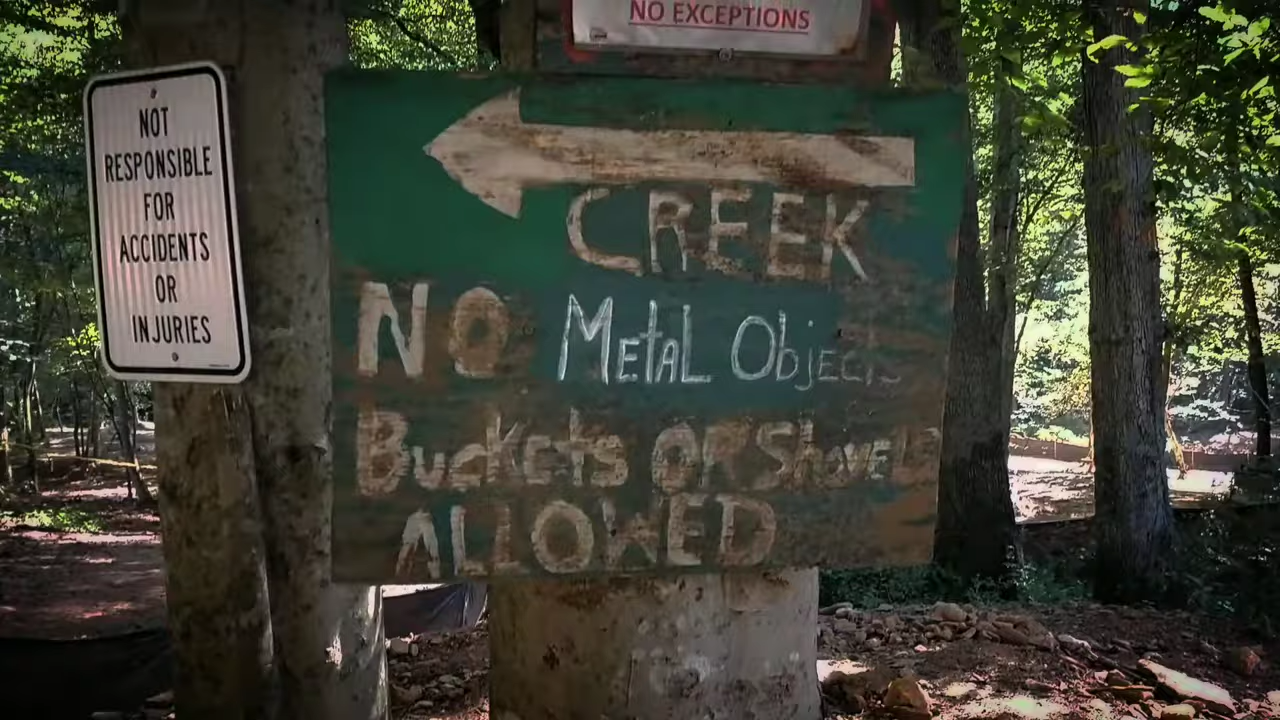 NO EXCEPTIONS
NOT
RESPONSIBLE
FOR
ACCIDENTS
OR
INJURIES
CREEK
NO Metal Objects
Buckets OR Shovels
ALLOWED